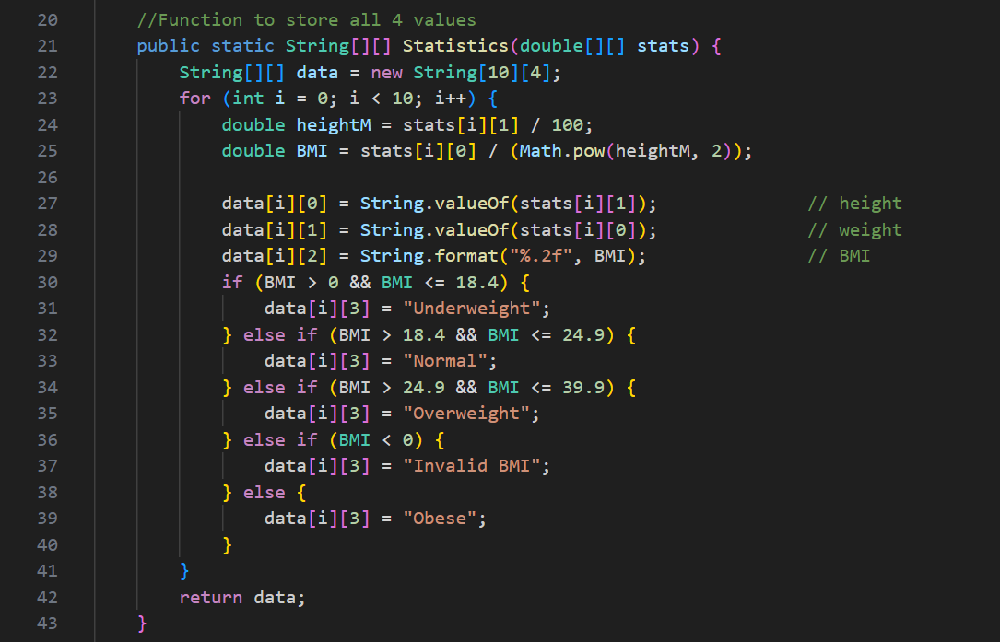 20 //Function to store all 4 values
21 public static String[][] Statistics(double[][] stats) {
22 String[][] data = new String[10][4];
23 for (int i = 0; i < 10; i++) {
24 double heightM = stats[i][1] / 100;
25 double BMI = stats[i][0] / (Math.pow(heightM, 2));
26
27 data[i][0] = String.valueOf(stats[i][1]); // height
28 data[i][1] = String.valueOf(stats[i][0]); // weight
29 data[i][2] = String.format("%.2f", BMI); // BMI
30 if (BMI > 0 && BMI <= 18.4) {
31 data[i][3] = "Underweight";
32 } else if (BMI > 18.4 && BMI <= 24.9) {
33 data[i][3] = "Normal";
34 } else if (BMI > 24.9 && BMI <= 39.9) {
35 data[i][3] = "Overweight";
36 } else if (BMI < 0) {
37 data[i][3] = "Invalid BMI";
38 } else {
39 data[i][3] = "Obese";
40 }
41 }
42 return data;
43 }